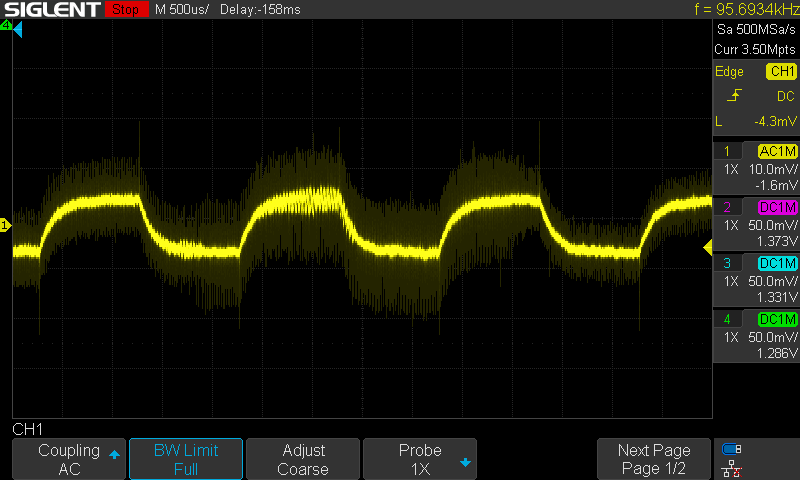 SIGLENT Stop M 500us/ Delay:-158ms f = 95.6934kHz
Sa 500MSa/s
Curr 3.50Mpts
Edge CH1
DC
L -4.3mV
1 AC1M
1X 10.0mV/
-1.6mV
2 DC1M
1X 50.0mV/
1.373V
3 DC1M
1X 50.0mV/
1.331V
4 DC1M
1X 50.0mV/
1.286V
4
1
CH1
Coupling
AC
BW Limit
Full
Adjust
Coarse
Probe
1X
Next Page
Page 1/2